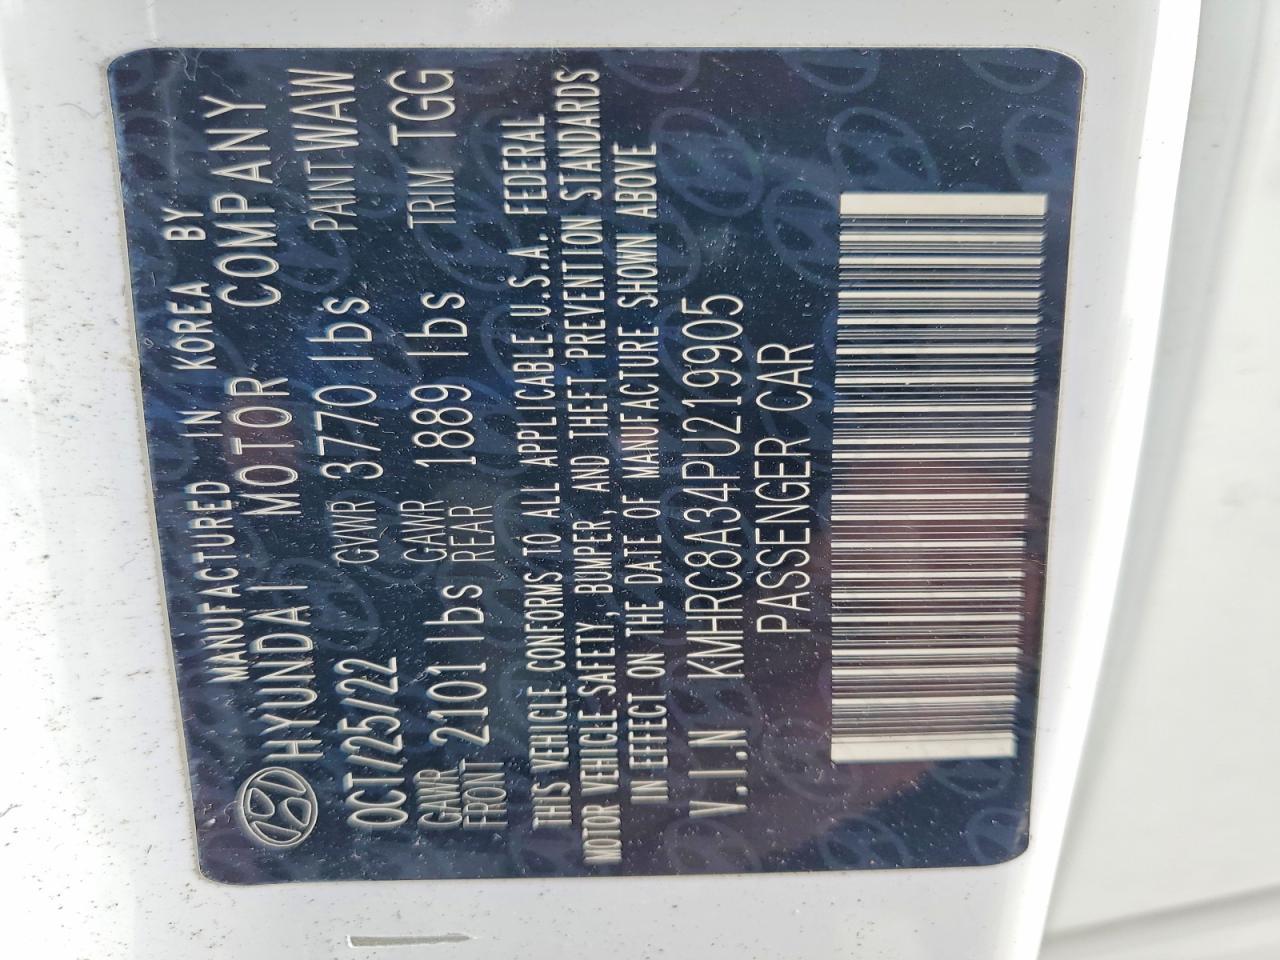 MANUFACTURED IN KOREA BY
HYUNDAI MOTOR COMPANY
OCT/25/22 GVWR 3770 lbs PAINT WAW
GAWR FRONT 2101 lbs GAWR REAR 1889 lbs TRIM TGG
THIS VEHICLE CONFORMS TO ALL APPLICABLE U.S.A. FEDERAL
MOTOR VEHICLE SAFETY, BUMPER, AND THEFT PREVENTION STANDARDS
IN EFFECT ON THE DATE OF MANUFACTURE SHOWN ABOVE
V.I.N KMHRC8A34PU219905
PASSENGER CAR